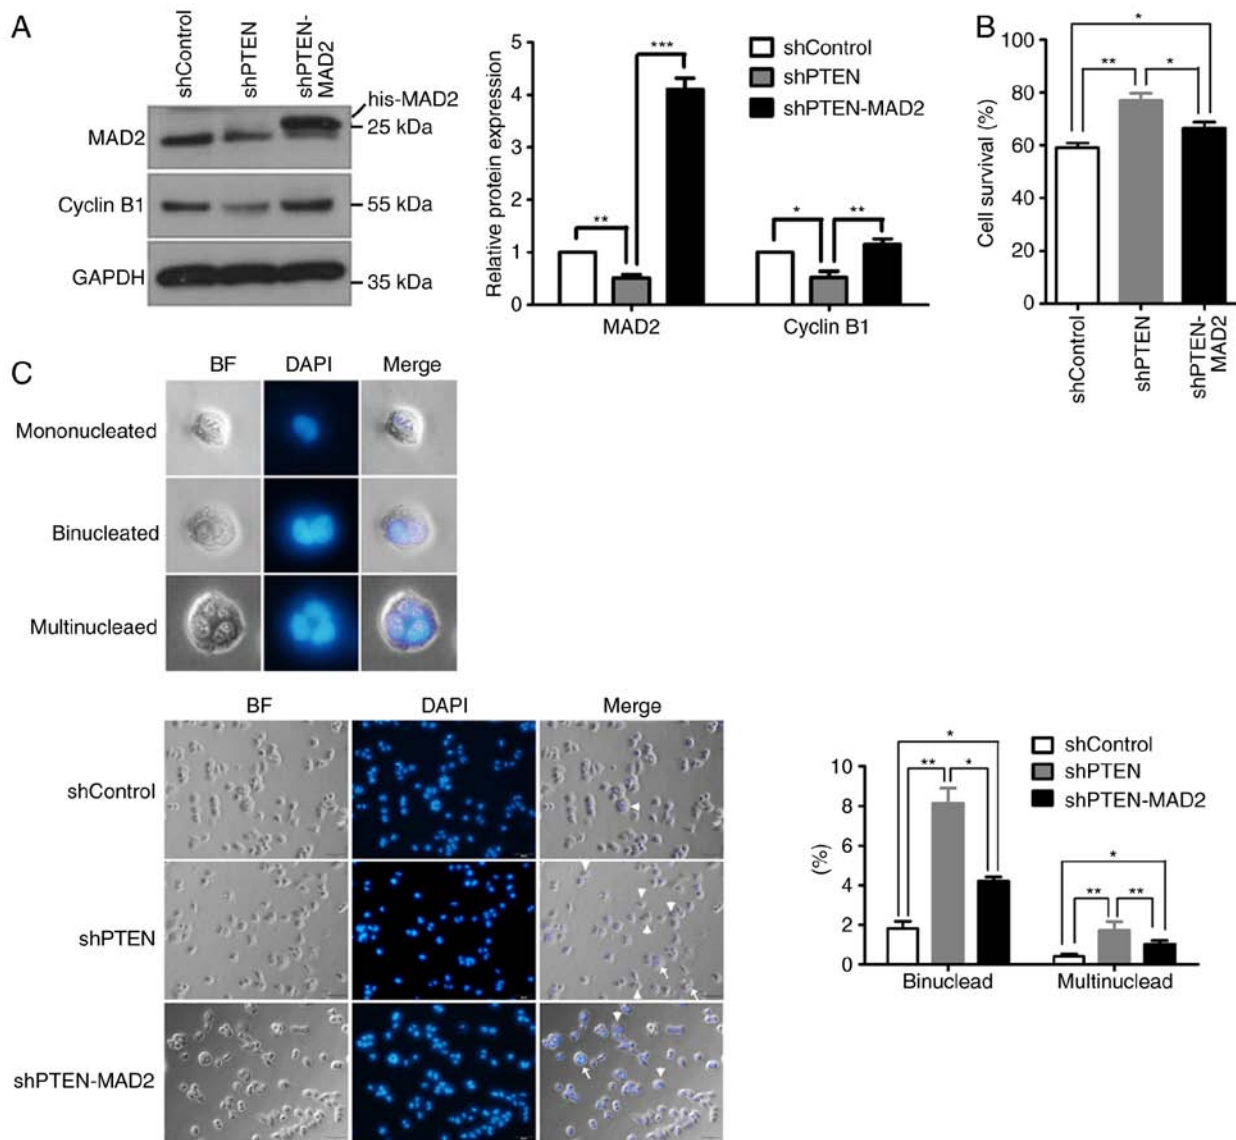 A
shControl
shPTEN
shPTEN-
MAD2
his-MAD2
MAD2
25 kDa
Cyclin B1
55 kDa
GAPDH
35 kDa
Relative protein expression
5
4
3
2
1
0
**
***
*
**
MAD2
Cyclin B1
shControl
shPTEN
shPTEN-MAD2
B
Cell survival (%)
100
80
60
40
20
0
*
**
*
shControl
shPTEN
shPTEN-
MAD2
C
BF
DAPI
Merge
Mononucleated
Binucleated
Multinucleaed
BF
DAPI
Merge
shControl
shPTEN
shPTEN-MAD2
(%)
10
8
6
4
2
0
*
**
*
*
**
**
Binuclead
Multinuclead
shControl
shPTEN
shPTEN-MAD2